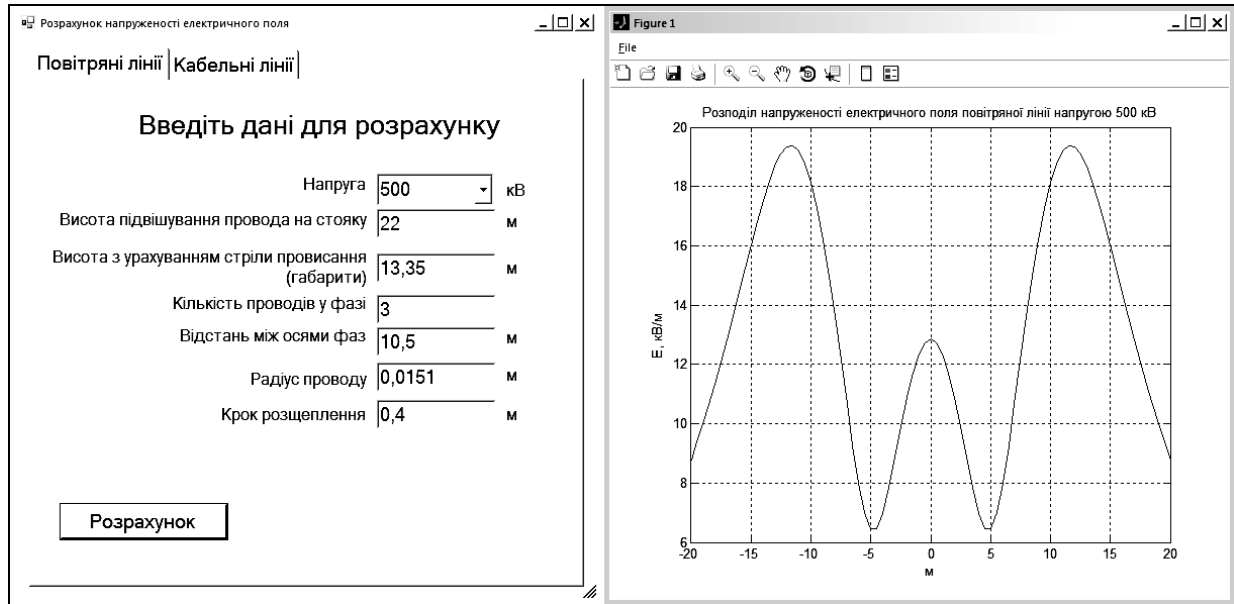 Розрахунок напруженості електричного поля
Повітряні лінії
Кабельні лінії
Введіть дані для розрахунку
Напруга 500 кВ
Висота підвішування провода на стояку 22 м
Висота з урахуванням стріли провисання
(габарити) 13,35 м
Кількість проводів у фазі 3
Відстань між осями фаз 10,5 м
Радіус проводу 0,0151 м
Крок розщеплення 0,4 м
Розрахунок
Figure 1
File
Розподіл напруженості електричного поля повітряної лінії напругою 500 кВ
20
18
16
14
12
10
8
6
E, кВ/м
-20 -15 -10 -5 0 5 10 15 20
м